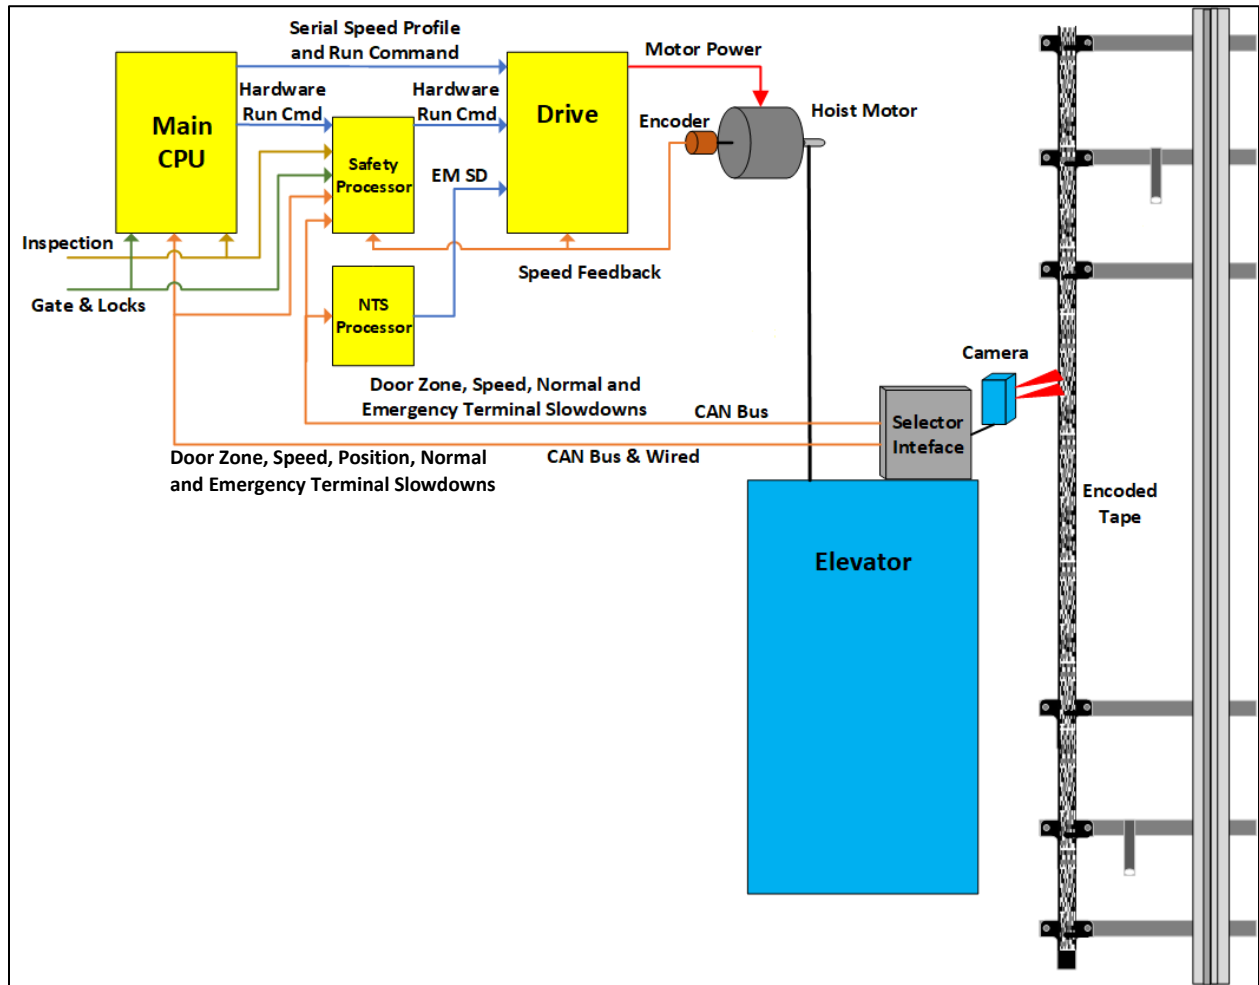 Serial Speed Profile
and Run Command
Motor Power
Main
CPU
Hardware
Run Cmd
Hardware
Run Cmd
Drive
Encoder
Hoist Motor
Safety
Processor
EM SD
Inspection
Speed Feedback
Gate & Locks
NTS
Processor
Camera
Door Zone, Speed, Normal and
Emergency Terminal Slowdowns
CAN Bus
Selector
Inteface
Door Zone, Speed, Position, Normal
and Emergency Terminal Slowdowns
CAN Bus & Wired
Encoded
Tape
Elevator